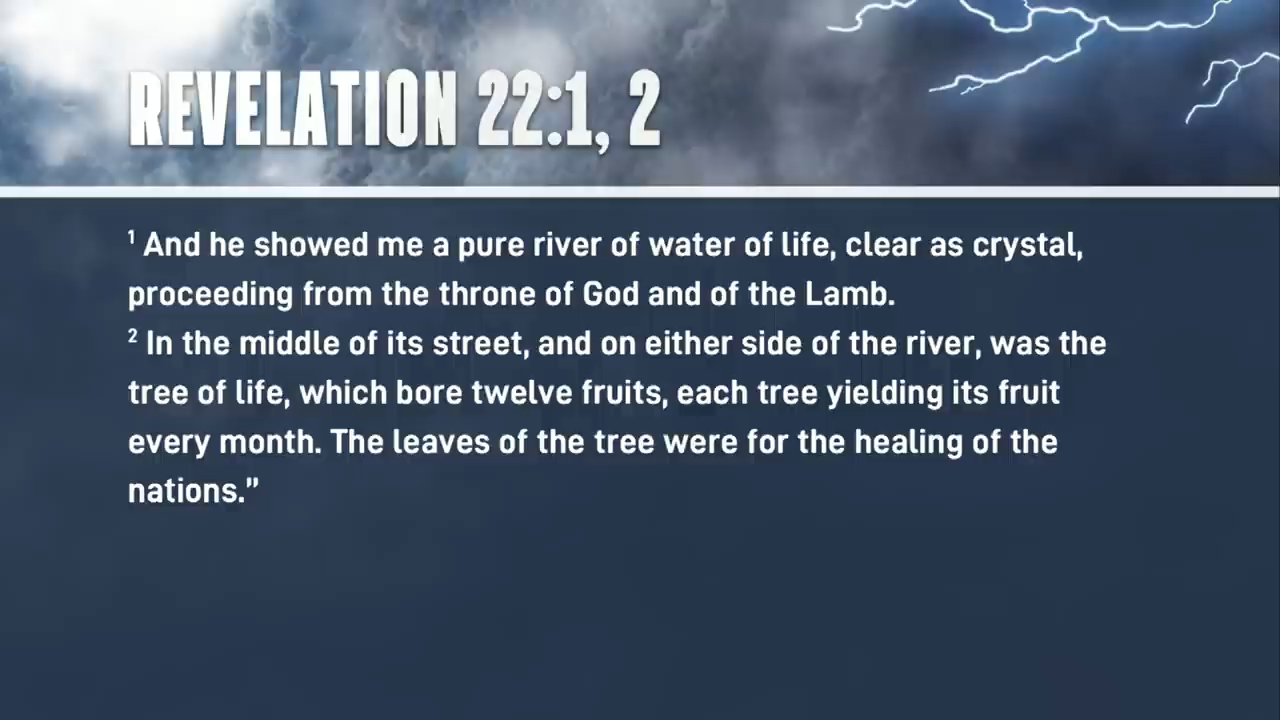 REVELATION 22:1, 2
¹ And he showed me a pure river of water of life, clear as crystal,
proceeding from the throne of God and of the Lamb.
² In the middle of its street, and on either side of the river, was the
tree of life, which bore twelve fruits, each tree yielding its fruit
every month. The leaves of the tree were for the healing of the
nations.”